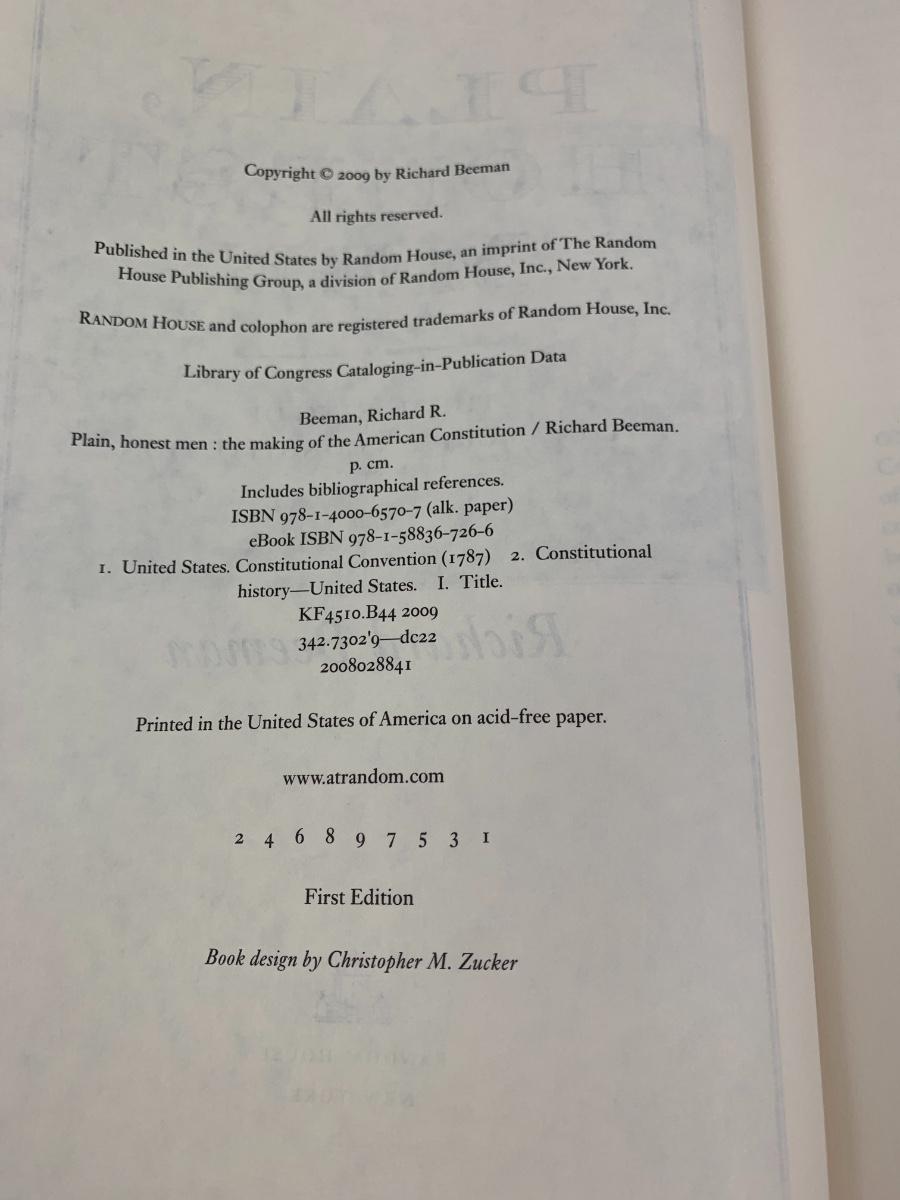 Copyright © 2009 by Richard Beeman
All rights reserved.
Published in the United States by Random House, an imprint of The Random
House Publishing Group, a division of Random House, Inc., New York.
RANDOM HOUSE and colophon are registered trademarks of Random House, Inc.
Library of Congress Cataloging-in-Publication Data
Beeman, Richard R.
Plain, honest men : the making of the American Constitution / Richard Beeman.
p. cm.
Includes bibliographical references.
ISBN 978-1-4000-6570-7 (alk. paper)
eBook ISBN 978-1-58836-726-6
1. United States. Constitutional Convention (1787) 2. Constitutional
history—United States. I. Title.
KF4510.B44 2009
342.7302'9—dc22
2008028841
Printed in the United States of America on acid-free paper.
www.atrandom.com
2 4 6 8 9 7 5 3 1
First Edition
Book design by Christopher M. Zucker